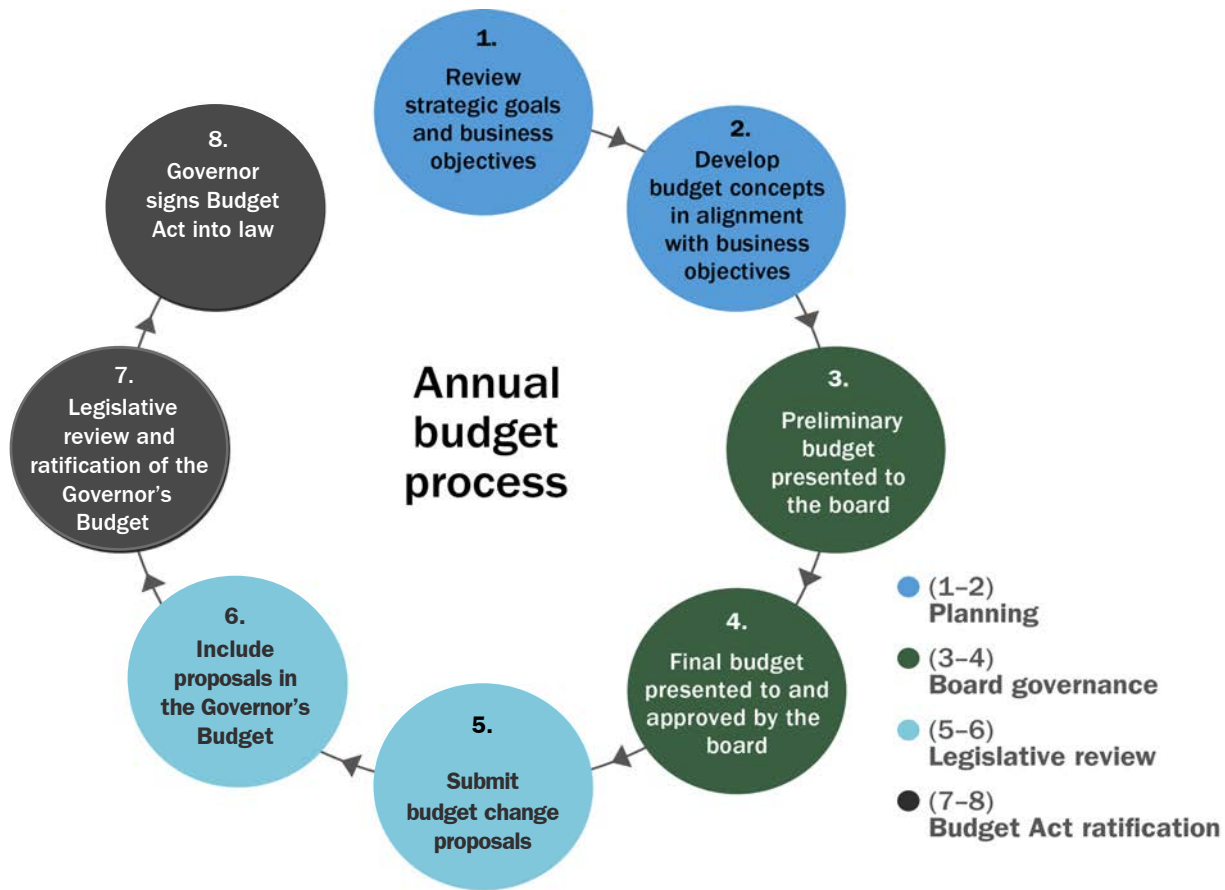 1.
Review
strategic goals
and business
objectives
2.
Develop
budget concepts
in alignment
with business
objectives
3.
Preliminary
budget
presented to
the board
4.
Final budget
presented to and
approved by the
board
5.
Submit
budget change
proposals
6.
Include
proposals in
the Governor's
Budget
7.
Legislative
review and
ratification of the
Governor's
Budget
8.
Governor
signs Budget
Act into law
Annual
budget
process
(1–2)
Planning
(3–4)
Board governance
(5–6)
Legislative review
(7–8)
Budget Act ratification